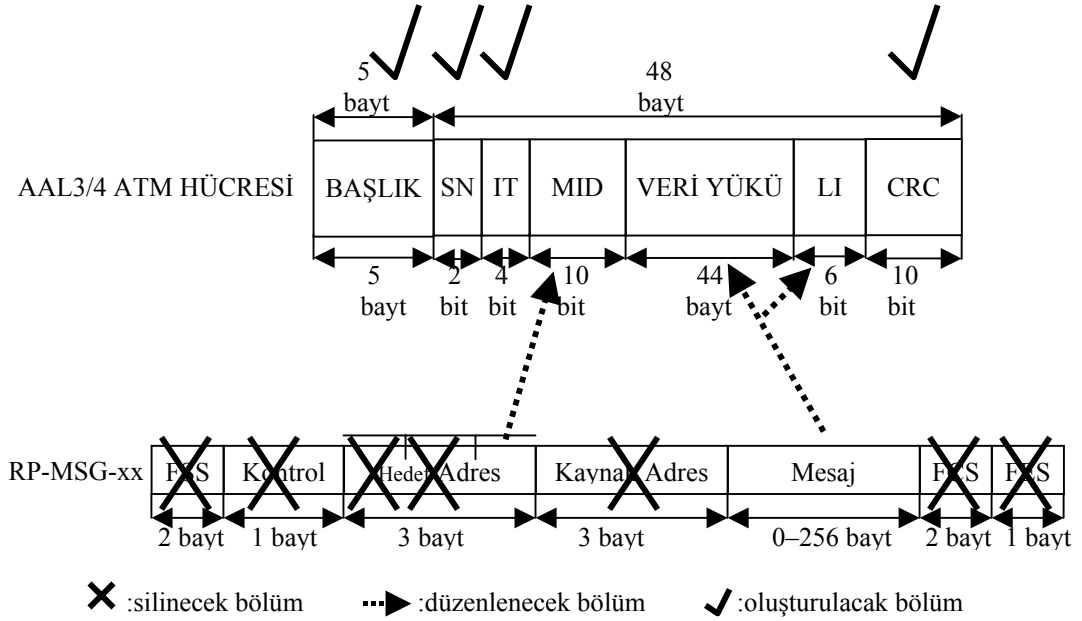 5 bayt
48 bayt
AAL3/4 ATM HÜCRESİ
BAŞLIK SN IT MID VERİ YÜKÜ LI CRC
5 bayt
2 bit
4 bit
10 bit
44 bayt
6 bit
10 bit
RP-MSG-xx
Kontrol Hedef Adres Kaynak Adres Mesaj
2 bayt 1 bayt 3 bayt 3 bayt 0–256 bayt 2 bayt 1 bayt
:silinecek bölüm :düzenlenecek bölüm :oluşturulacak bölüm